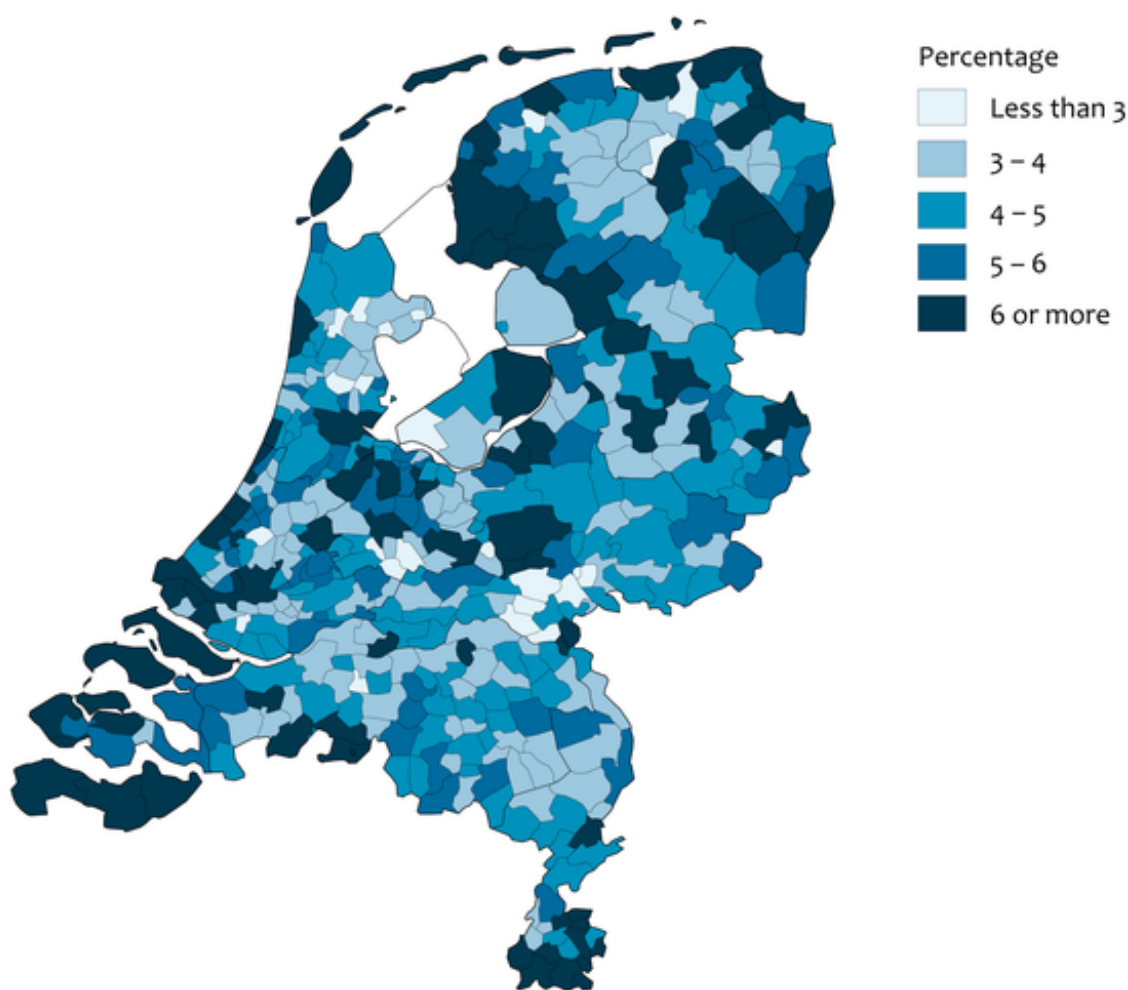 Percentage
Less than 3
3 – 4
4 – 5
5 – 6
6 or more